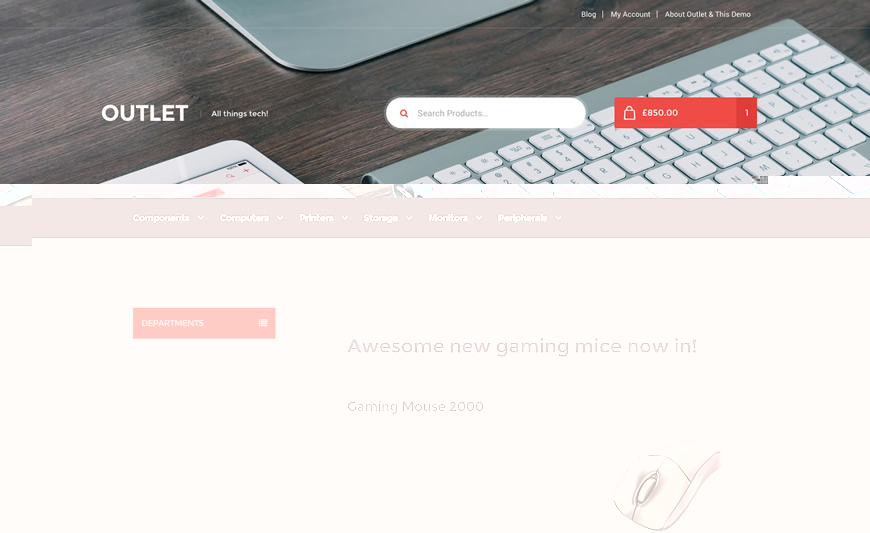 Blog | My Account | About Outlet & This Demo
OUTLET | All things tech! Search Products... £850.00 1
Components Computers Printers Storage Monitors Peripherals
DEPARTMENTS
Awesome new gaming mice now in!
Gaming Mouse 2000